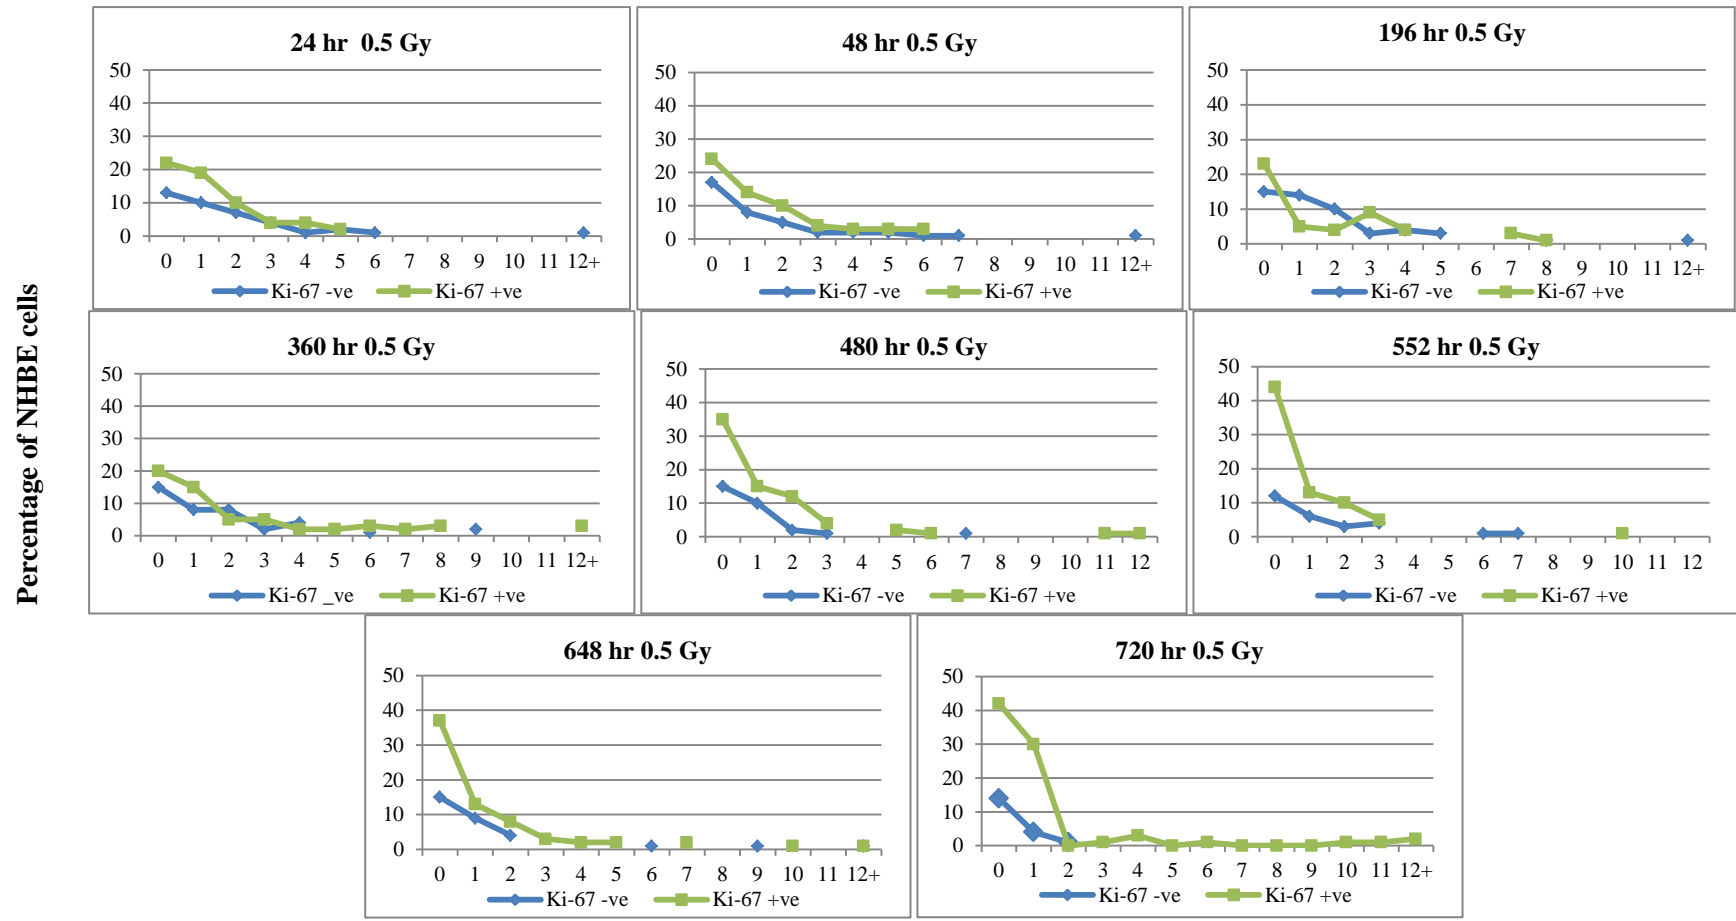 Percentage of NHBE cells
24 hr 0.5 Gy
50
40
30
20
10
0
0 1 2 3 4 5 6 7 8 9 10 11 12+
Ki-67 -ve Ki-67 +ve
48 hr 0.5 Gy
50
40
30
20
10
0
0 1 2 3 4 5 6 7 8 9 10 11 12+
Ki-67 -ve Ki-67 +ve
196 hr 0.5 Gy
50
40
30
20
10
0
0 1 2 3 4 5 6 7 8 9 10 11 12+
Ki-67 -ve Ki-67 +ve
360 hr 0.5 Gy
50
40
30
20
10
0
0 1 2 3 4 5 6 7 8 9 10 11 12+
Ki-67 _ve Ki-67 +ve
480 hr 0.5 Gy
50
40
30
20
10
0
0 1 2 3 4 5 6 7 8 9 10 11 12
Ki-67 -ve Ki-67 +ve
552 hr 0.5 Gy
50
40
30
20
10
0
0 1 2 3 4 5 6 7 8 9 10 11 12
Ki-67 -ve Ki-67 +ve
648 hr 0.5 Gy
50
40
30
20
10
0
0 1 2 3 4 5 6 7 8 9 10 11 12+
Ki-67 -ve Ki-67 +ve
720 hr 0.5 Gy
50
40
30
20
10
0
0 1 2 3 4 5 6 7 8 9 10 11 12+
Ki-67 -ve Ki-67 +ve